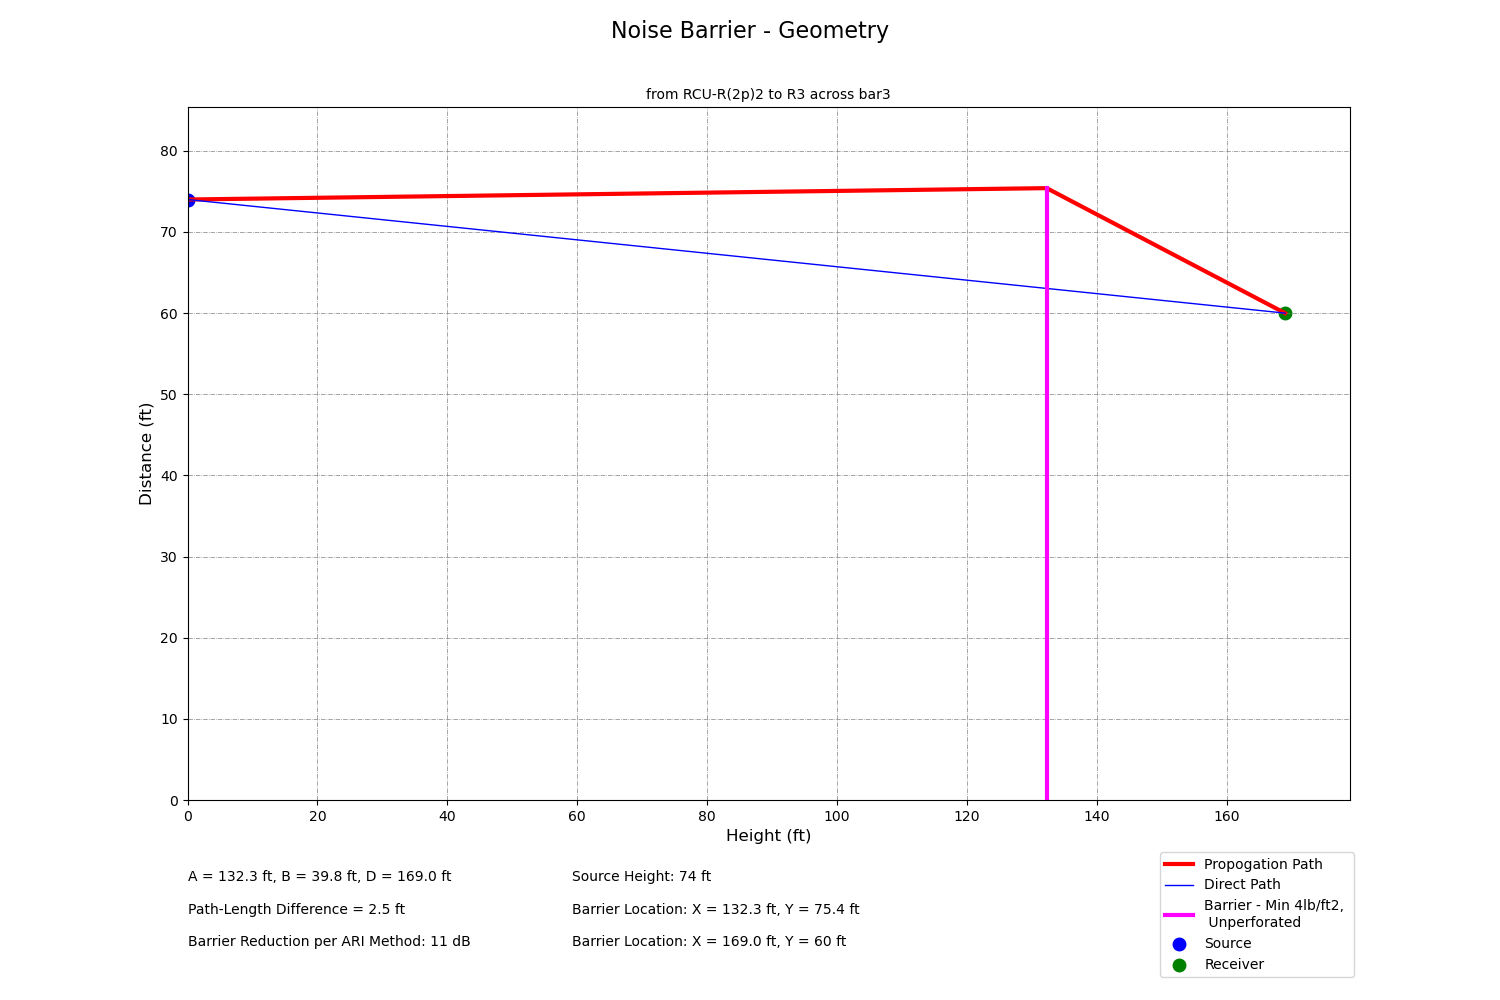 Noise Barrier - Geometry
from RCU-R(2p)2 to R3 across bar3
80
70
60
50
40
30
20
10
0
Distance (ft)
0 20 40 60 80 100 120 140 160
Height (ft)
A = 132.3 ft, B = 39.8 ft, D = 169.0 ft
Path-Length Difference = 2.5 ft
Barrier Reduction per ARI Method: 11 dB
Source Height: 74 ft
Barrier Location: X = 132.3 ft, Y = 75.4 ft
Barrier Location: X = 169.0 ft, Y = 60 ft
Propogation Path
Direct Path
Barrier - Min 4lb/ft2,
Unperforated
Source
Receiver